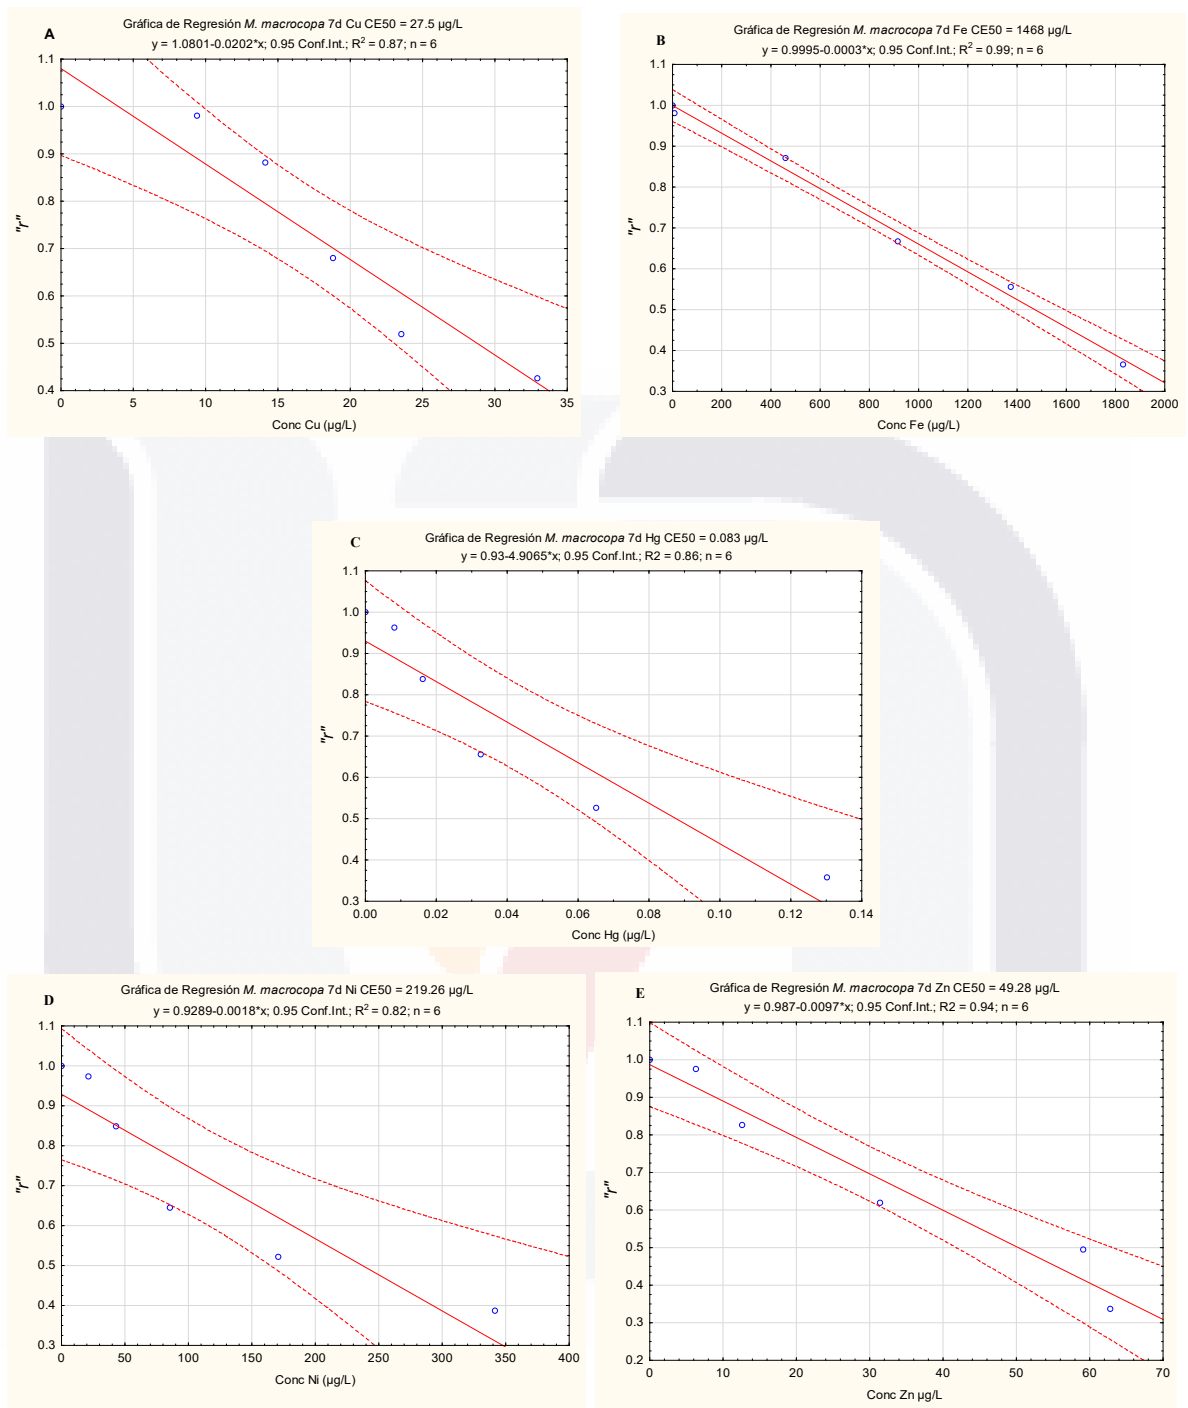 A
Gráfica de Regresión M. macrocopa 7d Cu CE50 = 27.5 µg/L
y = 1.0801-0.0202*x; 0.95 Conf.Int.; R² = 0.87; n = 6
1.1
1.0
0.9
0.8
0.7
0.6
0.5
0.4
"r"
0 5 10 15 20 25 30 35
Conc Cu (µg/L)
B
Gráfica de Regresión M. macrocopa 7d Fe CE50 = 1468 µg/L
y = 0.9995-0.0003*x; 0.95 Conf.Int.; R² = 0.99; n = 6
1.1
1.0
0.9
0.8
0.7
0.6
0.5
0.4
0.3
"r"
0 200 400 600 800 1000 1200 1400 1600 1800 2000
Conc Fe (µg/L)
C
Gráfica de Regresión M. macrocopa 7d Hg CE50 = 0.083 µg/L
y = 0.93-4.9065*x; 0.95 Conf.Int.; R2 = 0.86; n = 6
1.1
1.0
0.9
0.8
0.7
0.6
0.5
0.4
0.3
"r"
0.00 0.02 0.04 0.06 0.08 0.10 0.12 0.14
Conc Hg (µg/L)
D
Gráfica de Regresión M. macrocopa 7d Ni CE50 = 219.26 µg/L
y = 0.9289-0.0018*x; 0.95 Conf.Int.; R² = 0.82; n = 6
1.1
1.0
0.9
0.8
0.7
0.6
0.5
0.4
0.3
"r"
0 50 100 150 200 250 300 350 400
Conc Ni (µg/L)
E
Gráfica de Regresión M. macrocopa 7d Zn CE50 = 49.28 µg/L
y = 0.987-0.0097*x; 0.95 Conf.Int.; R2 = 0.94; n = 6
1.1
1.0
0.9
0.8
0.7
0.6
0.5
0.4
0.3
0.2
"r"
0 10 20 30 40 50 60 70
Conc Zn µg/L